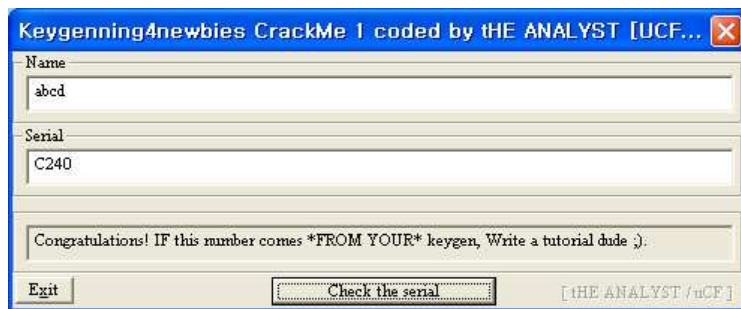 Keygenning4newbies CrackMe 1 coded by tHE ANALYST [UCF...
Name
abcd
Serial
C240
Congratulations! IF this number comes *FROM YOUR* keygen, Write a tutorial dude ;).
Exit Check the serial [ tHE ANALYST / uCF ]